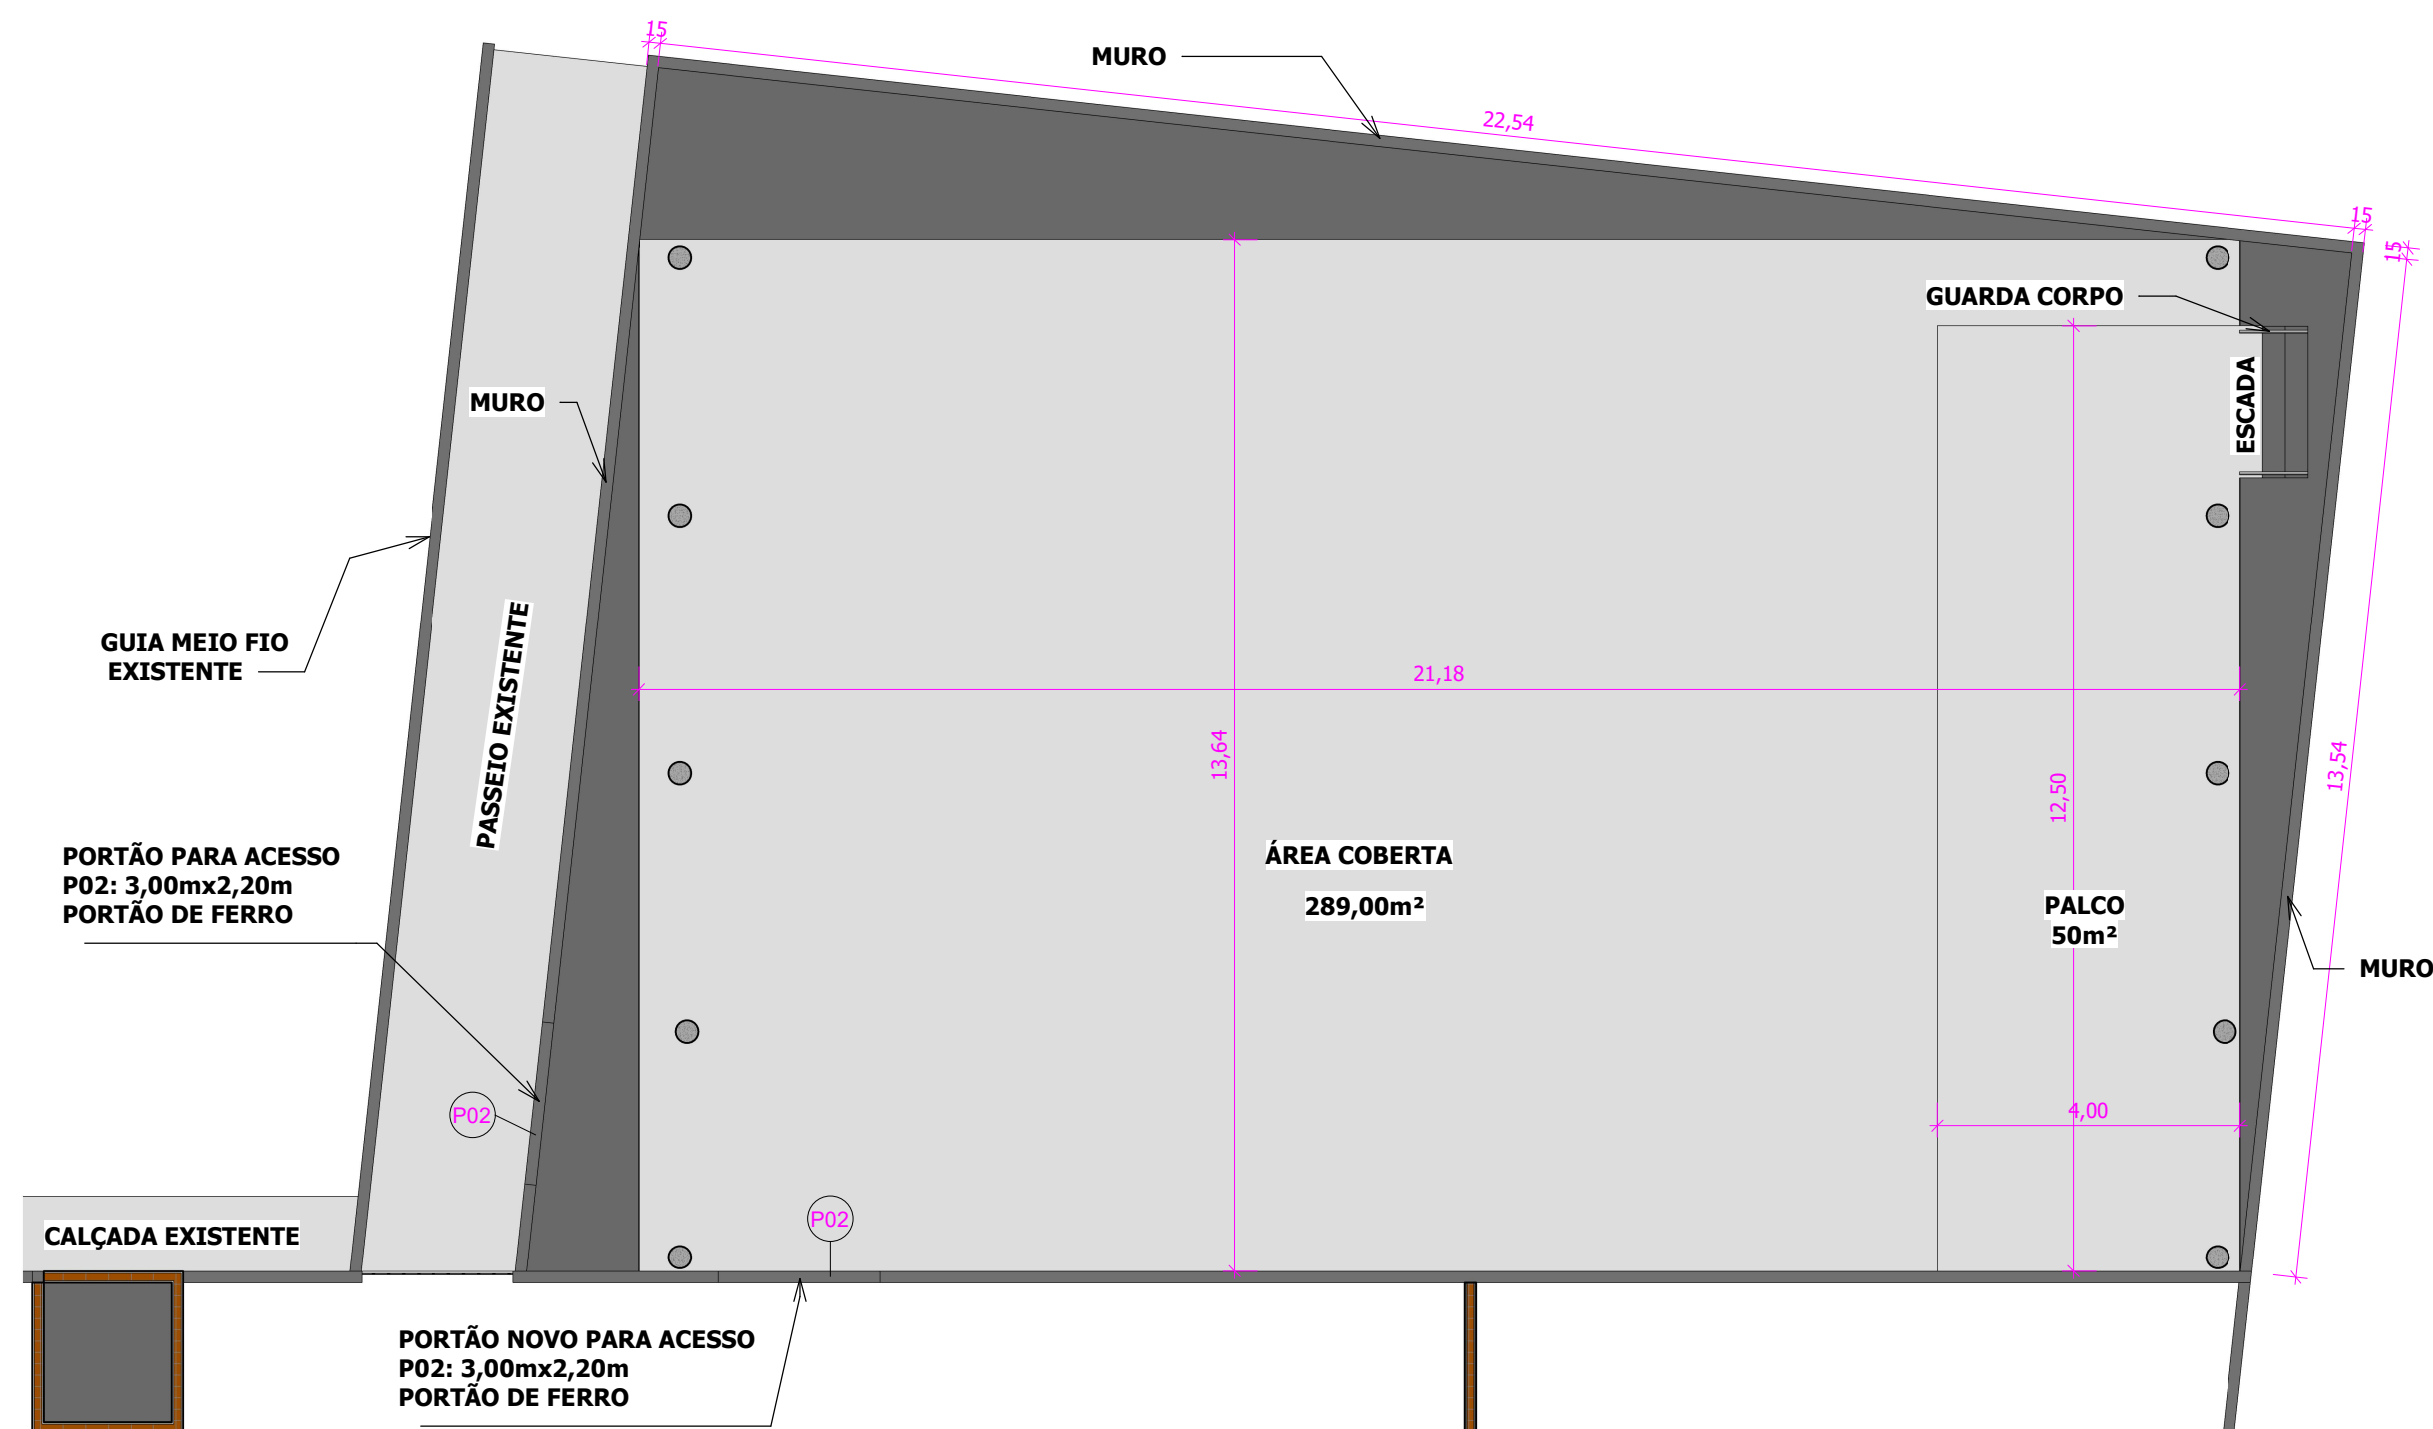 15
MURO
22,54
15
15
GUARDA CORPO
ESCADA
MURO
GUIA MEIO FIO
EXISTENTE
PASSEIO EXISTENTE
21,18
13,64
12,50
13,54
PORTÃO PARA ACESSO
P02: 3,00mx2,20m
PORTÃO DE FERRO
ÁREA COBERTA
289,00m²
PALCO
50m²
MURO
P02
4,00
CALÇADA EXISTENTE
P02
PORTÃO NOVO PARA ACESSO
P02: 3,00mx2,20m
PORTÃO DE FERRO